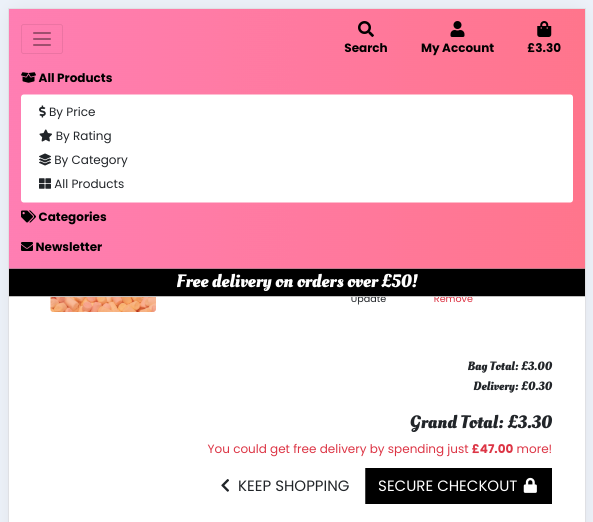 Search My Account £3.30
All Products
By Price
By Rating
By Category
All Products
Categories
Newsletter
Free delivery on orders over £50!
Update Remove
Bag Total: £3.00
Delivery: £0.30
Grand Total: £3.30
You could get free delivery by spending just £47.00 more!
KEEP SHOPPING SECURE CHECKOUT